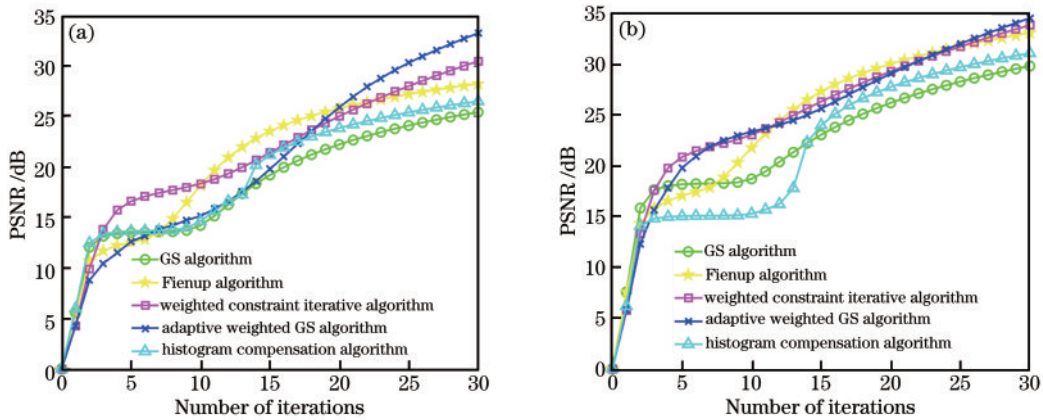 (a)
35
30
25
20
15
10
5
0
PSNR /dB
GS algorithm
Fienup algorithm
weighted constraint iterative algorithm
adaptive weighted GS algorithm
histogram compensation algorithm
0 5 10 15 20 25 30
Number of iterations
(b)
35
30
25
20
15
10
5
0
PSNR /dB
GS algorithm
Fienup algorithm
weighted constraint iterative algorithm
adaptive weighted GS algorithm
histogram compensation algorithm
0 5 10 15 20 25 30
Number of iterations